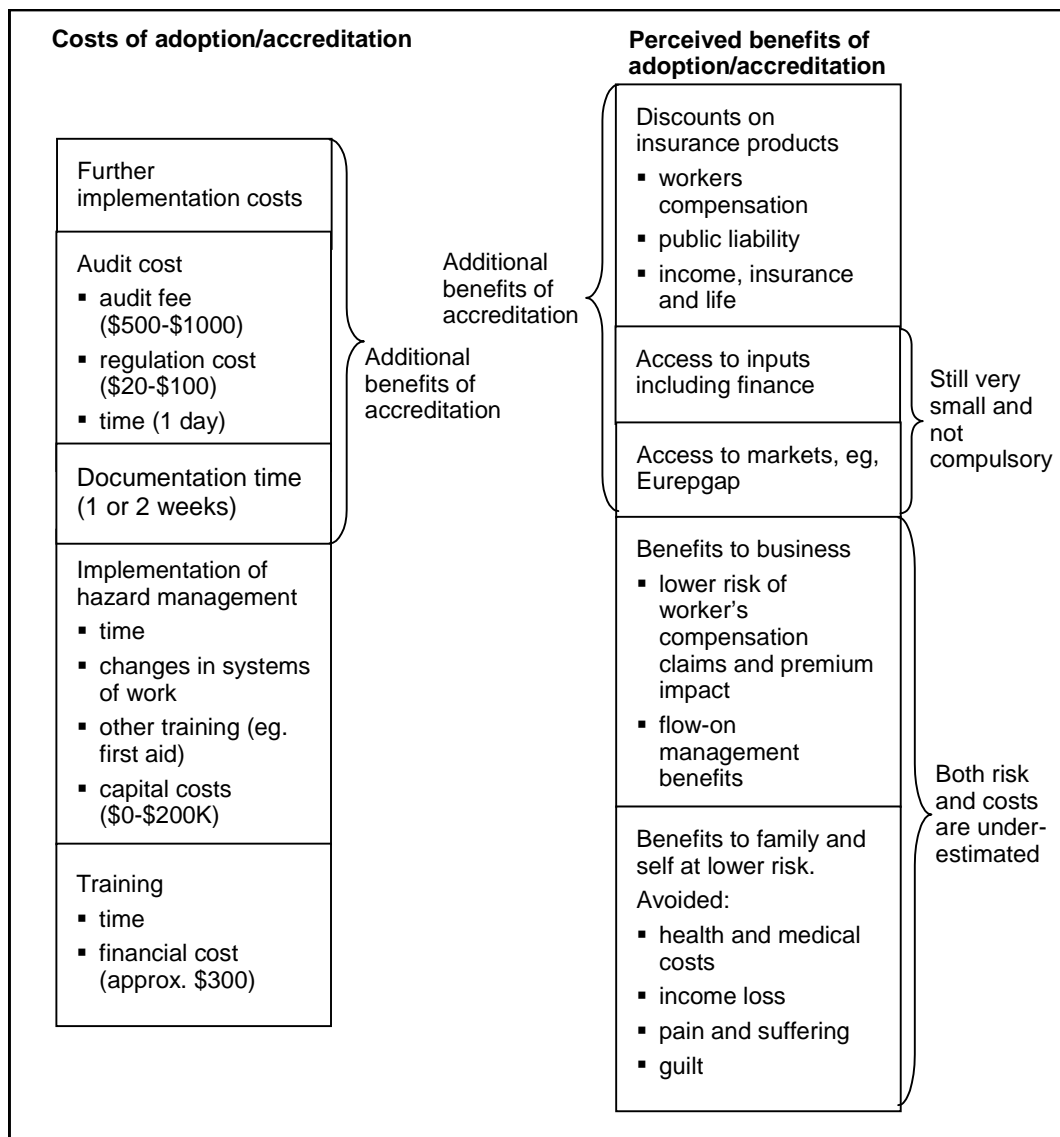 Costs of adoption/accreditation
Further
implementation costs
Audit cost
▪ audit fee
($500-$1000)
▪ regulation cost
($20-$100)
▪ time (1 day)
Documentation time
(1 or 2 weeks)
Implementation of
hazard management
▪ time
▪ changes in systems
of work
▪ other training (eg.
first aid)
▪ capital costs
($0-$200K)
Training
▪ time
▪ financial cost
(approx. $300)
Additional
benefits of
accreditation
Perceived benefits of
adoption/accreditation
Additional
benefits of
accreditation
Discounts on
insurance products
▪ workers
compensation
▪ public liability
▪ income, insurance
and life
Access to inputs
including finance
Access to markets, eg,
Eurepgap
Still very
small and
not
compulsory
Benefits to business
▪ lower risk of
worker’s
compensation
claims and premium
impact
▪ flow-on
management
benefits
Benefits to family and
self at lower risk.
Avoided:
▪ health and medical
costs
▪ income loss
▪ pain and suffering
▪ guilt
Both risk
and costs
are under-
estimated